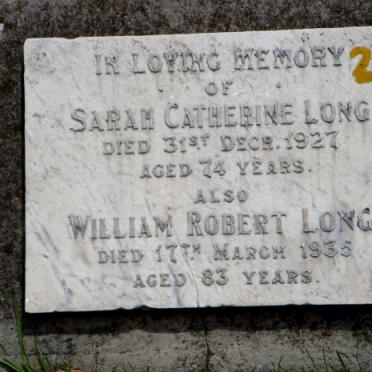 IN LOVING MEMORY 2
OF
SARAH CATHERINE LONG
DIED 31ST DECR. 1927
AGED 74 YEARS.
ALSO
WILLIAM ROBERT LONG
DIED 17TH MARCH 1935
AGED 83 YEARS.